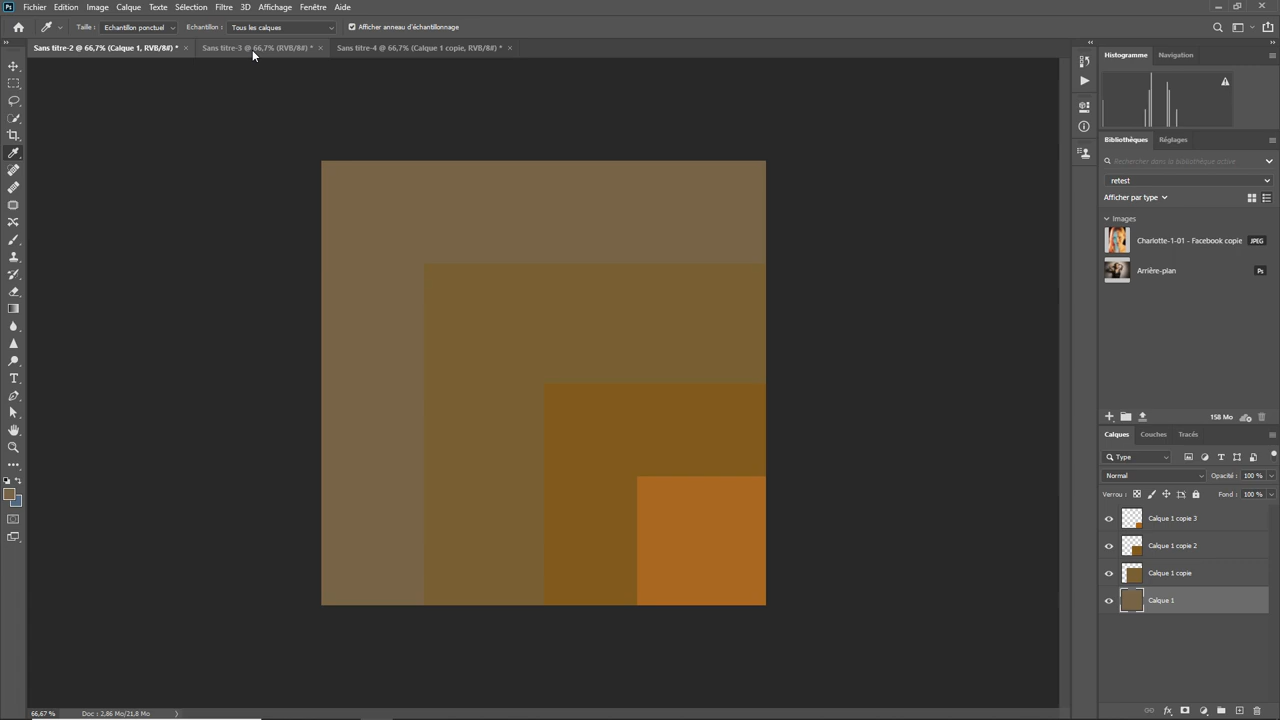 Ps Fichier Edition Image Calque Texte Sélection Filtre 3D Affichage Fenêtre Aide
Taille : Echantillon ponctuel Echantillon : Tous les calques Afficher anneau d'échantillonnage
Sans titre-2 @ 66,7% (Calque 1, RVB/8#) * × Sans titre-3 @ 66,7% (RVB/8#) * × Sans titre-4 @ 66,7% (Calque 1 copie, RVB/8#) * ×
Histogramme Navigation
Bibliothèques Réglages
Rechercher dans la bibliothèque active
retest
Afficher par type
Images
Charlotte-1-01 - Facebook copie JPEG
Arrière-plan Ps
158 Mo
Calques Couches Tracés
Type
Normal Opacité : 100 %
Verrou : Fond : 100 %
Calque 1 copie 3
Calque 1 copie 2
Calque 1 copie
Calque 1
66,67 % Doc : 2,86 Mo/21,8 Mo